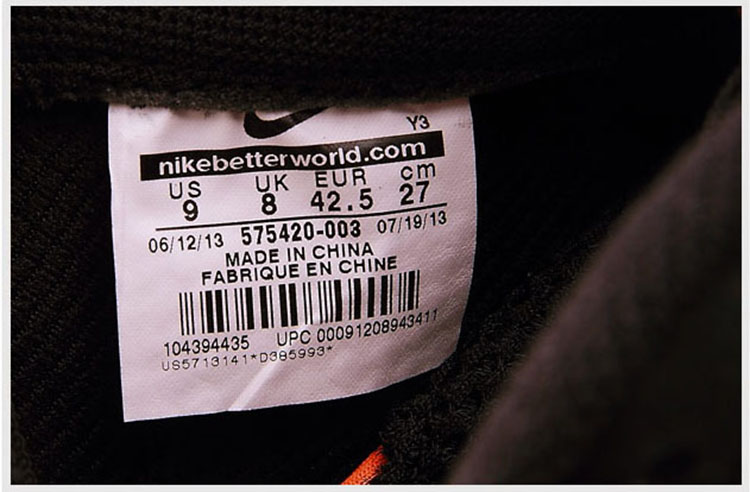 Y3
nikebetterworld.com
US UK EUR cm
9 8 42.5 27
06/12/13 575420-003 07/19/13
MADE IN CHINA
FABRIQUE EN CHINE
104394435 UPC 00091208943411
US5713141*D385993*